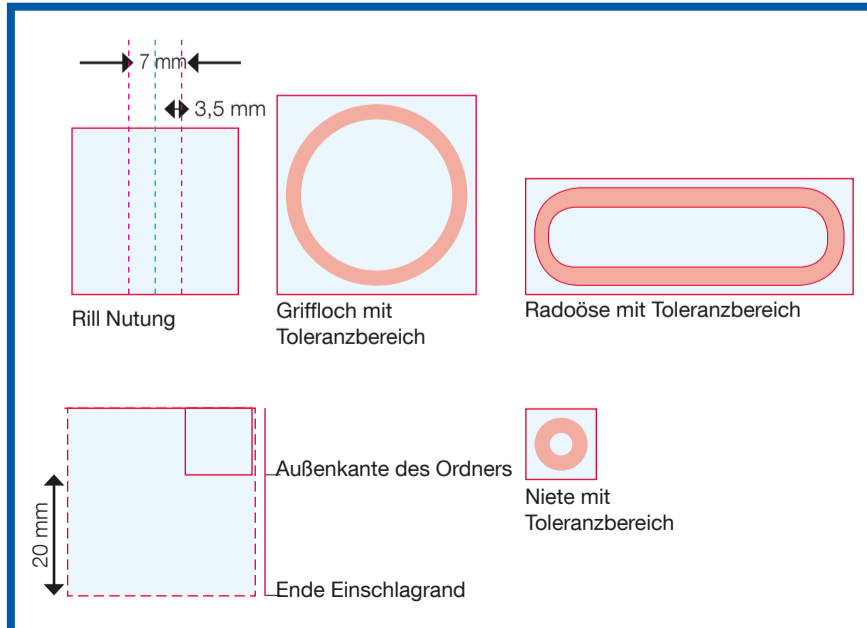 7 mm
3,5 mm
Rill Nutung
Griffloch mit
Toleranzbereich
Radoöse mit Toleranzbereich
20 mm
Außenkante des Ordners
Ende Einschlagrand
Niete mit
Toleranzbereich